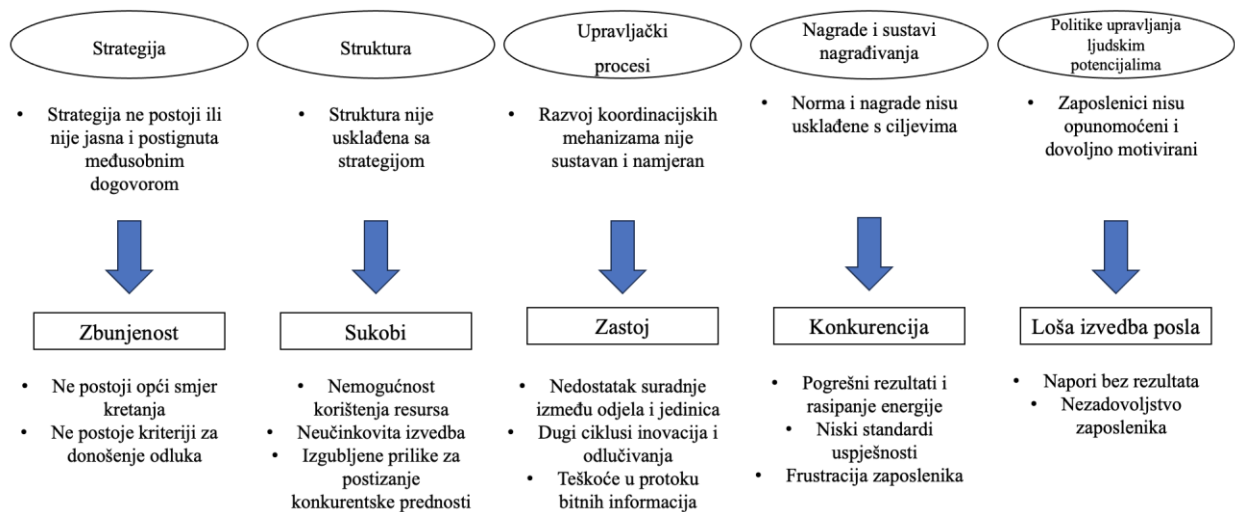 Strategija
• Strategija ne postoji ili
nije jasna i postignuta
međusobnim
dogovorom
Zbunjenost
• Ne postoji opći smjer
kretanja
• Ne postoje kriteriji za
donošenje odluka
Struktura
• Struktura nije
usklađena sa
strategijom
Sukobi
• Nemogućnost
korištenja resursa
• Neučinkovita izvedba
• Izgubljene prilike za
postizanje
konkurentske prednosti
Upravljački
procesi
• Razvoj koordinacijskih
mehanizama nije
sustavan i namjeran
Zastoj
• Nedostatak suradnje
između odjela i jedinica
• Dugi ciklusi inovacija i
odlučivanja
• Teškoće u protoku
bitnih informacija
Nagrade i sustavi
nagrađivanja
• Norma i nagrade nisu
usklađene s ciljevima
Konkurencija
• Pogrešni rezultati i
rasipanje energije
• Niski standardi
uspješnosti
• Frustracija zaposlenika
Politike upravljanja
ljudskim
potencijalima
• Zaposlenici nisu
opunomoćeni i
dovoljno motivirani
Loša izvedba posla
• Napori bez rezultata
• Nezadovoljstvo
zaposlenika